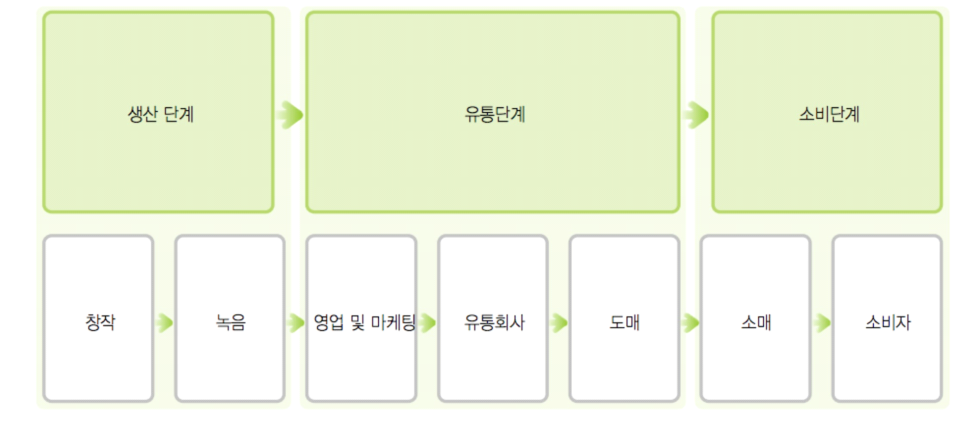 생산 단계
유통단계
소비단계
창작
녹음
영업 및 마케팅
유통회사
도매
소매
소비자